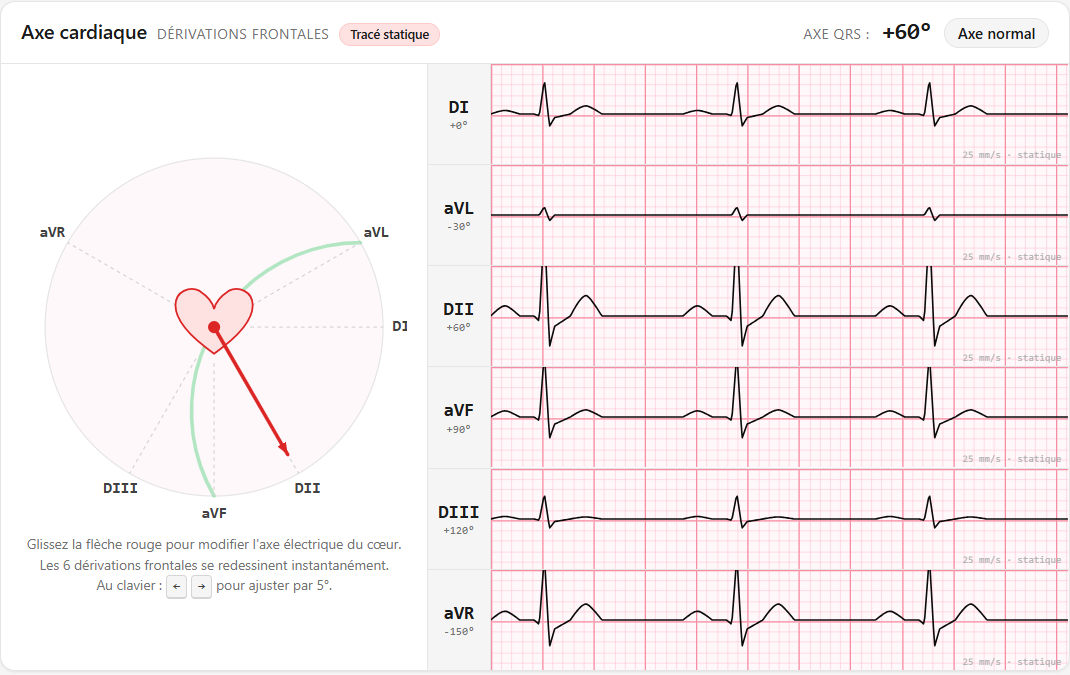 Axe cardiaque DÉRIVATIONS FRONTALES Tracé statique AXE QRS : +60° Axe normal
aVR
aVL
DI
DIII
DII
aVF
Glissez la flèche rouge pour modifier l'axe électrique du cœur.
Les 6 dérivations frontales se redessinent instantanément.
Au clavier : ← → pour ajuster par 5°.
DI
+0°
25 mm/s · statique
aVL
-30°
25 mm/s · statique
DII
+60°
25 mm/s · statique
aVF
+90°
25 mm/s · statique
DIII
+120°
25 mm/s · statique
aVR
-150°
25 mm/s · statique